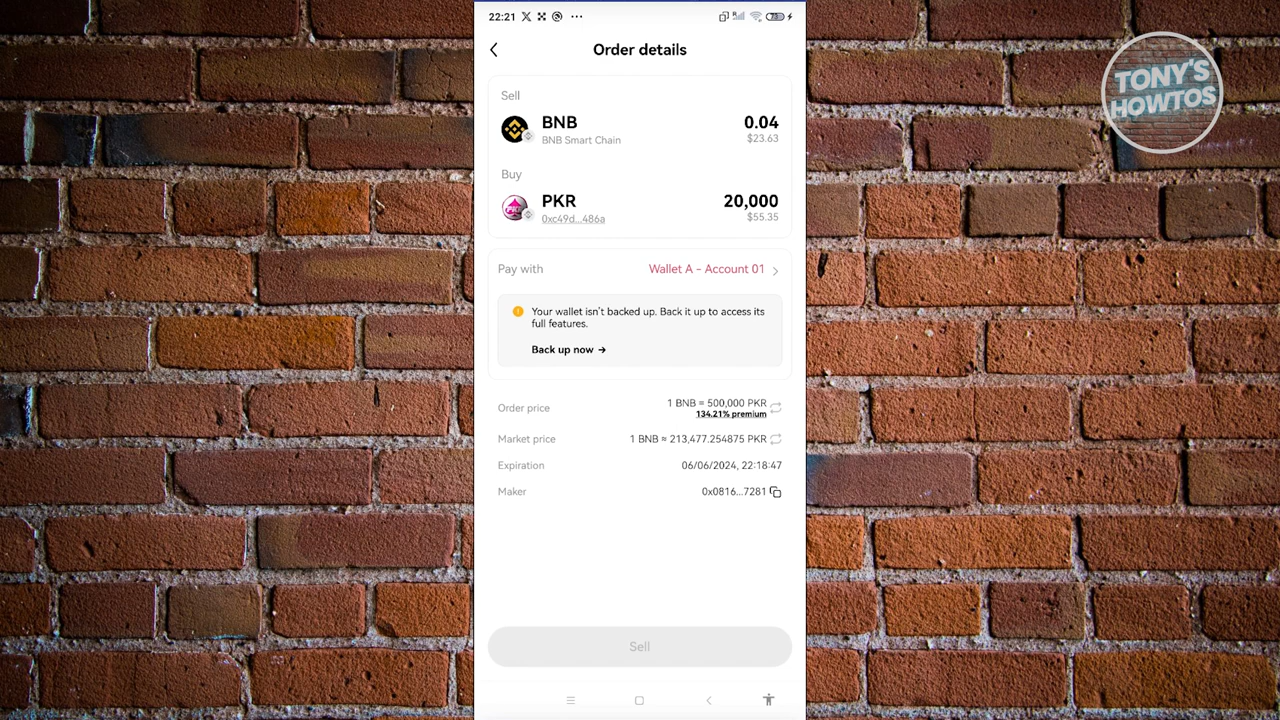 22:21
Order details
TONY'S
HOWTOS
Sell
BNB
0.04
BNB Smart Chain
$23.63
Buy
PKR
20,000
0xc49d...486a
$55.35
Pay with
Wallet A - Account 01
Your wallet isn't backed up. Back it up to access its
full features.
Back up now →
Order price
1 BNB = 500,000 PKR
134.21% premium
Market price
1 BNB ≈ 213,477.254875 PKR
Expiration
06/06/2024, 22:18:47
Maker
0x0816...7281
Sell